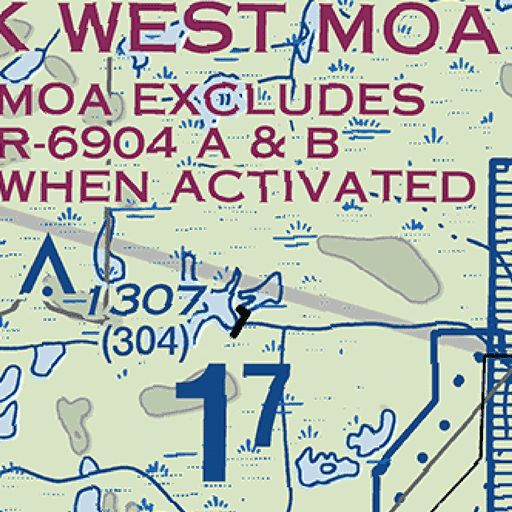 K WEST MOA
MOA EXCLUDES
R-6904 A & B
WHEN ACTIVATED
1307
(304)
17